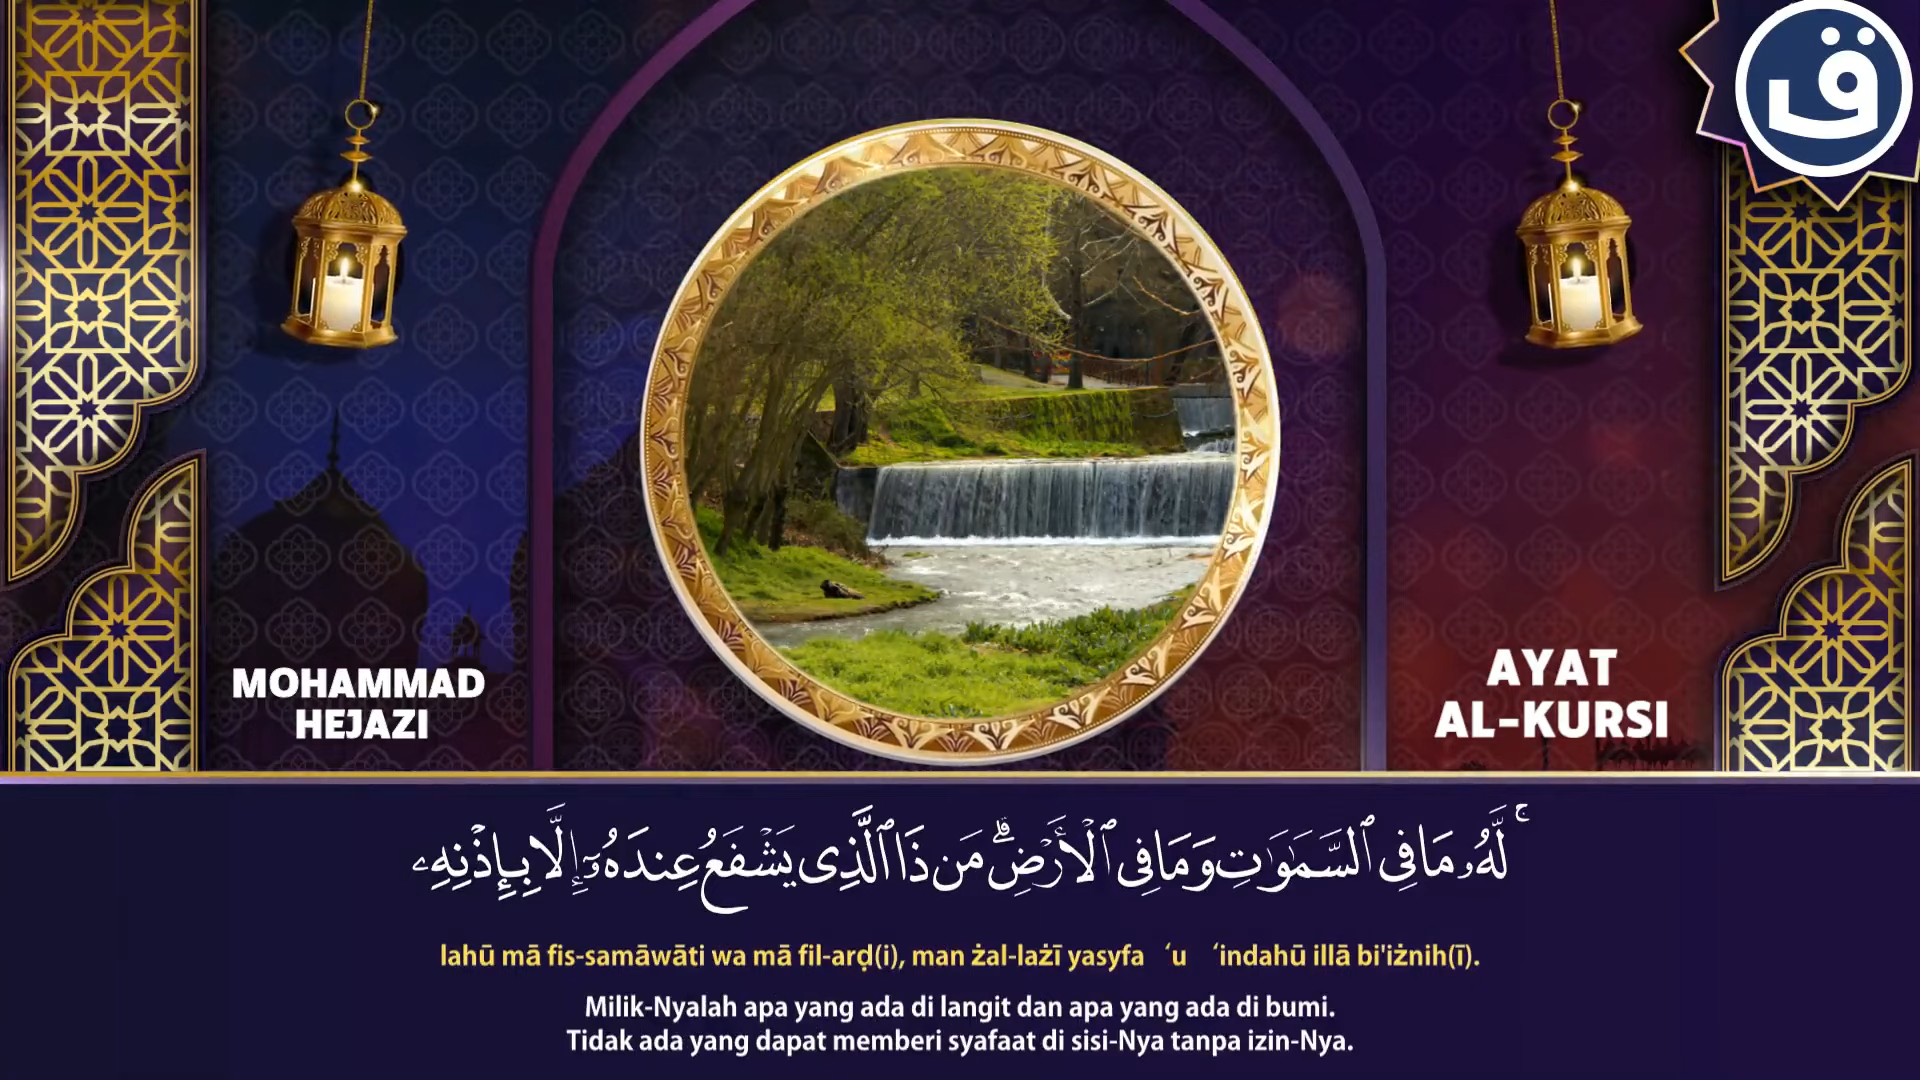 ق
MOHAMMAD
HEJAZI
AYAT
AL-KURSI
لَّهُۥ مَا فِى ٱلسَّمَـٰوَٰتِ وَمَا فِى ٱلْأَرْضِ ۗ مَن ذَا ٱلَّذِى يَشْفَعُ عِندَهُۥٓ إِلَّا بِإِذْنِهِۦ ۚ
lahū mā fis-samāwāti wa mā fil-arḍ(i), man żal-lażī yasyfa ‘u ‘indahū illā bi'iżnih(ī).
Milik-Nyalah apa yang ada di langit dan apa yang ada di bumi.
Tidak ada yang dapat memberi syafaat di sisi-Nya tanpa izin-Nya.